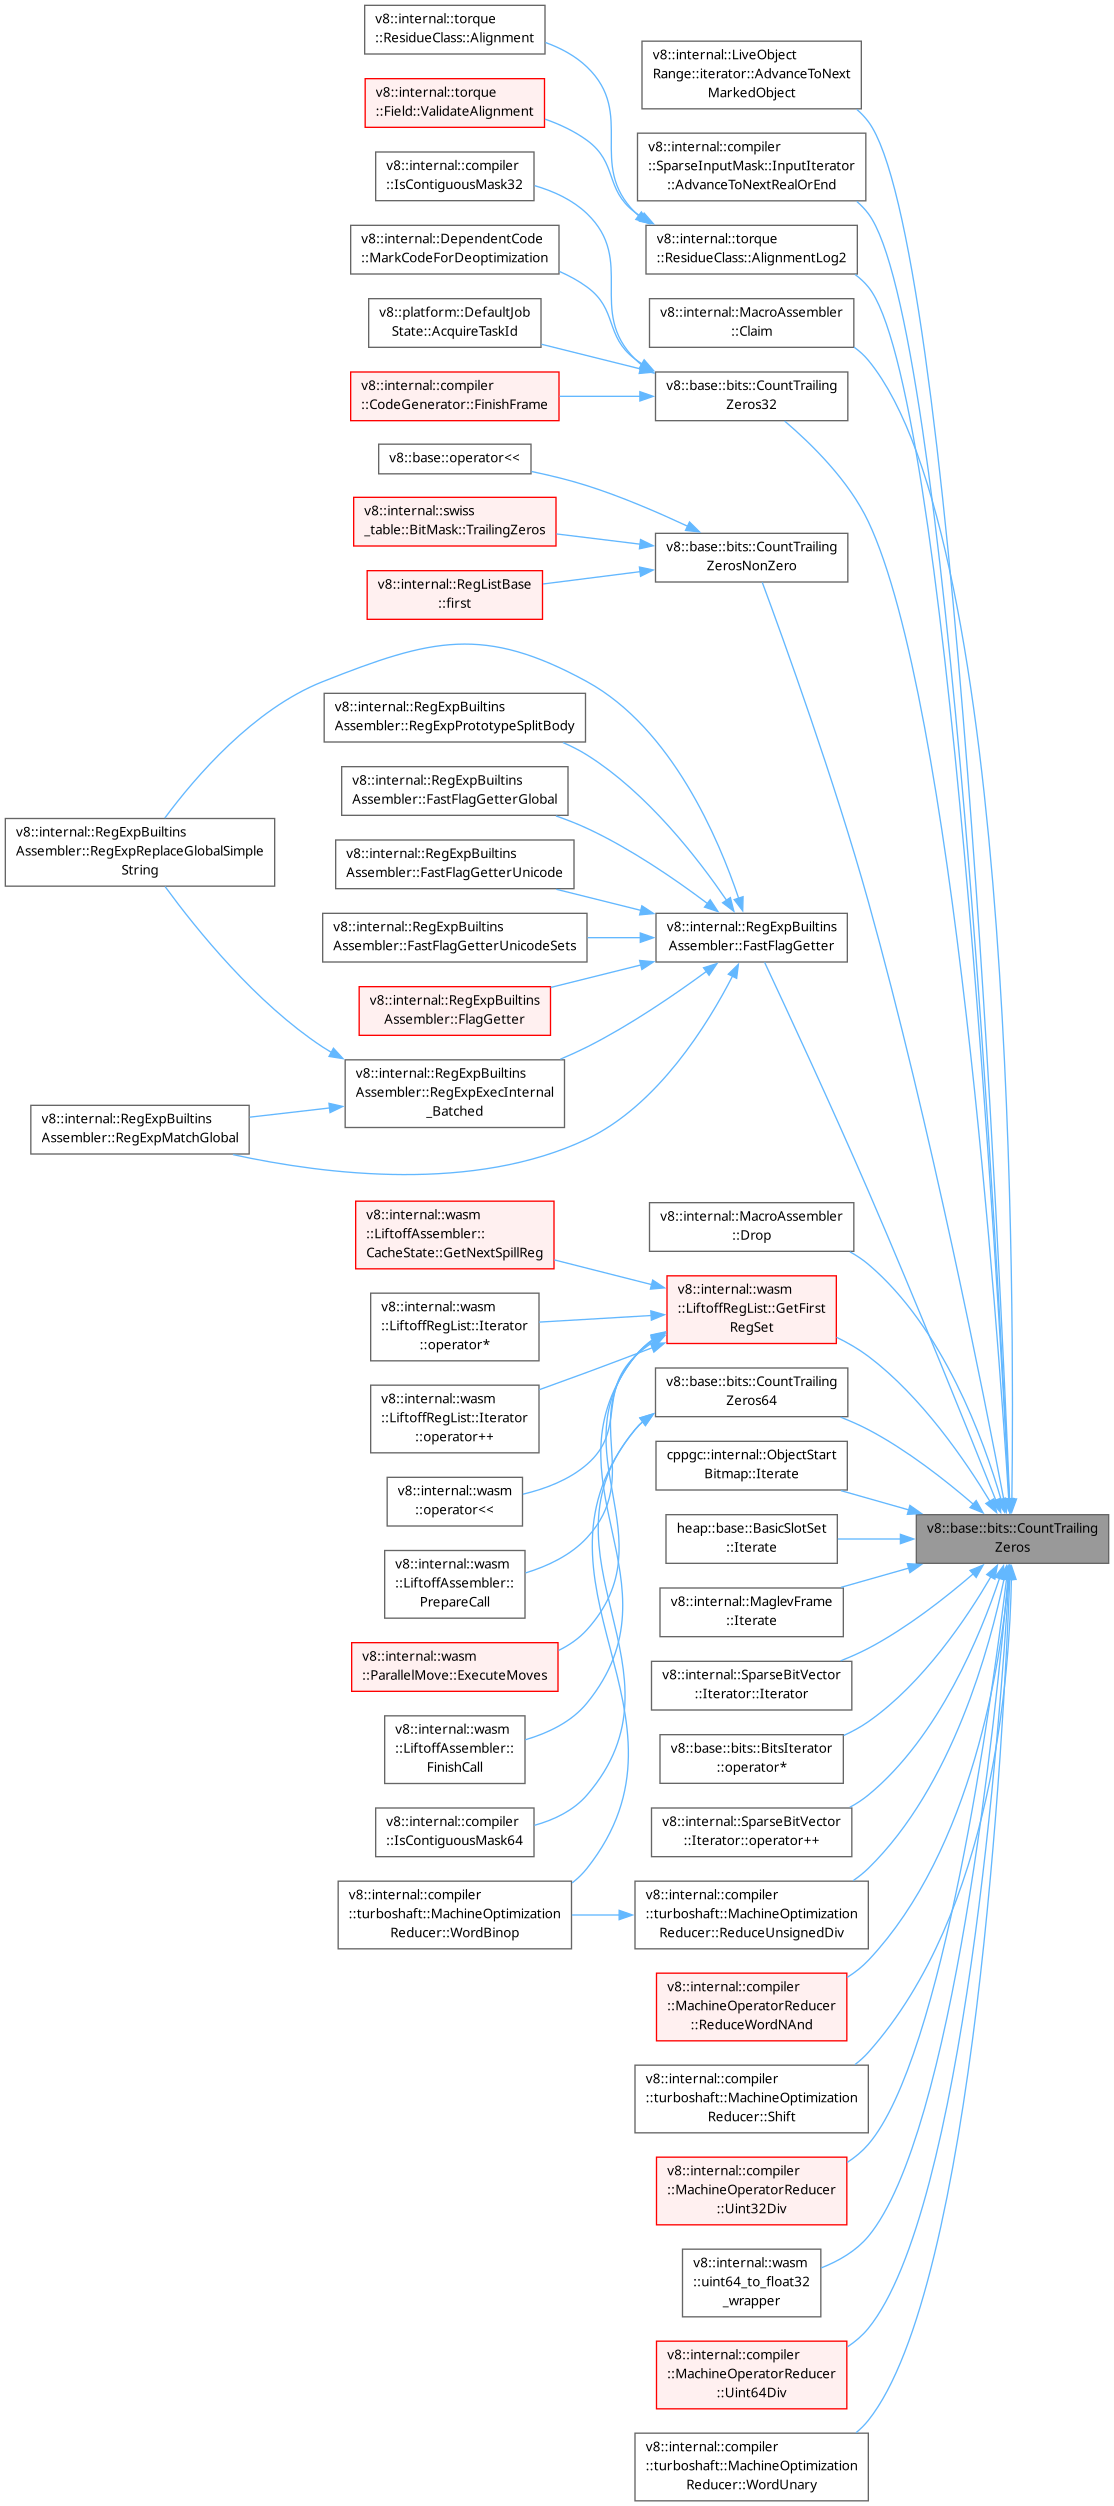 v8::internal::torque
::ResidueClass::Alignment
v8::internal::LiveObject
Range::iterator::AdvanceToNext
MarkedObject
v8::internal::torque
::Field::ValidateAlignment
v8::internal::compiler
::SparseInputMask::InputIterator
::AdvanceToNextRealOrEnd
v8::internal::compiler
::IsContiguousMask32
v8::internal::DependentCode
::MarkCodeForDeoptimization
v8::internal::torque
::ResidueClass::AlignmentLog2
v8::platform::DefaultJob
State::AcquireTaskId
v8::internal::MacroAssembler
::Claim
v8::internal::compiler
::CodeGenerator::FinishFrame
v8::base::bits::CountTrailing
Zeros32
v8::base::operator<<
v8::internal::swiss
_table::BitMask::TrailingZeros
v8::base::bits::CountTrailing
ZerosNonZero
v8::internal::RegListBase
::first
v8::internal::RegExpBuiltins
Assembler::RegExpPrototypeSplitBody
v8::internal::RegExpBuiltins
Assembler::FastFlagGetterGlobal
v8::internal::RegExpBuiltins
Assembler::RegExpReplaceGlobalSimple
String
v8::internal::RegExpBuiltins
Assembler::FastFlagGetterUnicode
v8::internal::RegExpBuiltins
Assembler::FastFlagGetterUnicodeSets
v8::internal::RegExpBuiltins
Assembler::FastFlagGetter
v8::internal::RegExpBuiltins
Assembler::FlagGetter
v8::internal::RegExpBuiltins
Assembler::RegExpExecInternal
_Batched
v8::internal::RegExpBuiltins
Assembler::RegExpMatchGlobal
v8::internal::wasm
::LiftoffAssembler::
CacheState::GetNextSpillReg
v8::internal::MacroAssembler
::Drop
v8::internal::wasm
::LiftoffRegList::Iterator
::operator*
v8::internal::wasm
::LiftoffRegList::GetFirst
RegSet
v8::internal::wasm
::LiftoffRegList::Iterator
::operator++
v8::base::bits::CountTrailing
Zeros64
v8::internal::wasm
::operator<<
cppgc::internal::ObjectStart
Bitmap::Iterate
v8::base::bits::CountTrailing
Zeros
heap::base::BasicSlotSet
::Iterate
v8::internal::wasm
::LiftoffAssembler::
PrepareCall
v8::internal::MaglevFrame
::Iterate
v8::internal::wasm
::ParallelMove::ExecuteMoves
v8::internal::SparseBitVector
::Iterator::Iterator
v8::internal::wasm
::LiftoffAssembler::
FinishCall
v8::base::bits::BitsIterator
::operator*
v8::internal::compiler
::IsContiguousMask64
v8::internal::SparseBitVector
::Iterator::operator++
v8::internal::compiler
::turboshaft::MachineOptimization
Reducer::WordBinop
v8::internal::compiler
::turboshaft::MachineOptimization
Reducer::ReduceUnsignedDiv
v8::internal::compiler
::MachineOperatorReducer
::ReduceWordNAnd
v8::internal::compiler
::turboshaft::MachineOptimization
Reducer::Shift
v8::internal::compiler
::MachineOperatorReducer
::Uint32Div
v8::internal::wasm
::uint64_to_float32
_wrapper
v8::internal::compiler
::MachineOperatorReducer
::Uint64Div
v8::internal::compiler
::turboshaft::MachineOptimization
Reducer::WordUnary